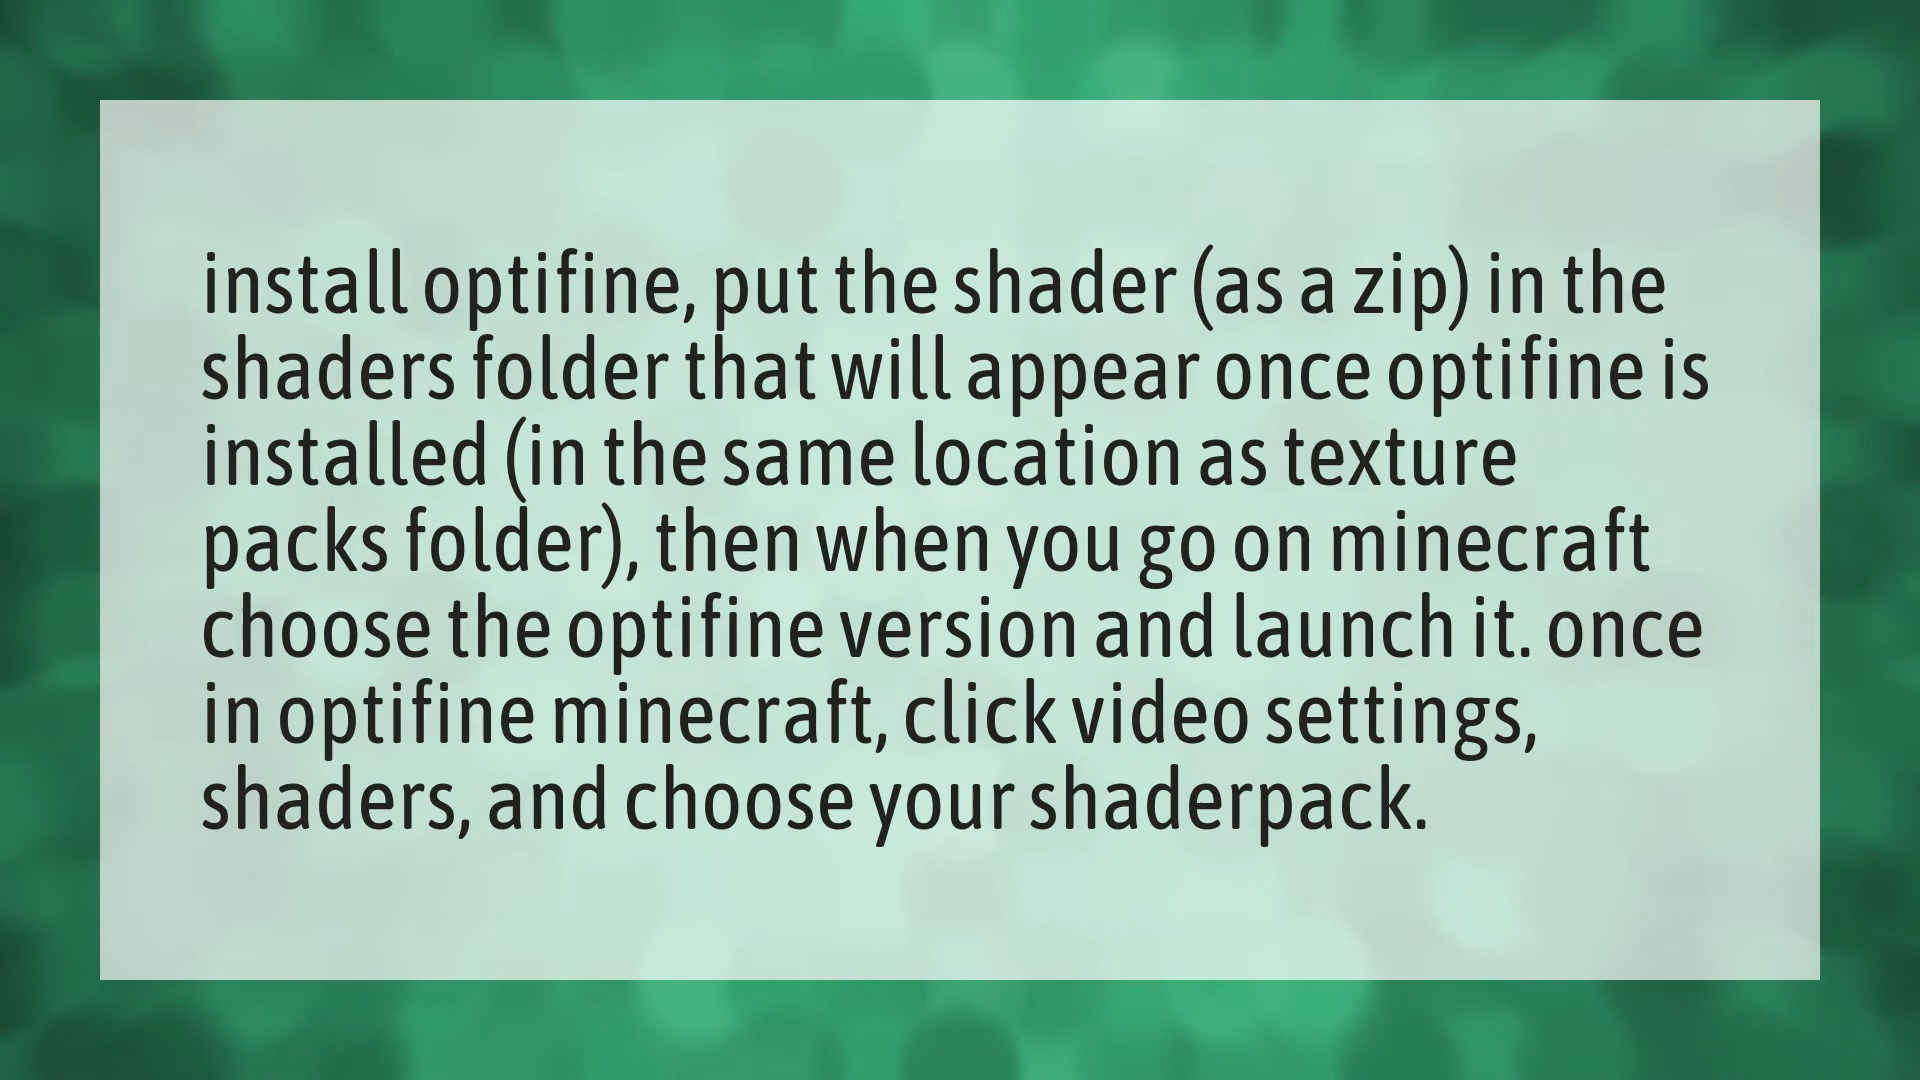 install optifine, put the shader (as a zip) in the
shaders folder that will appear once optifine is
installed (in the same location as texture
packs folder), then when you go on minecraft
choose the optifine version and launch it. once
in optifine minecraft, click video settings,
shaders, and choose your shaderpack.